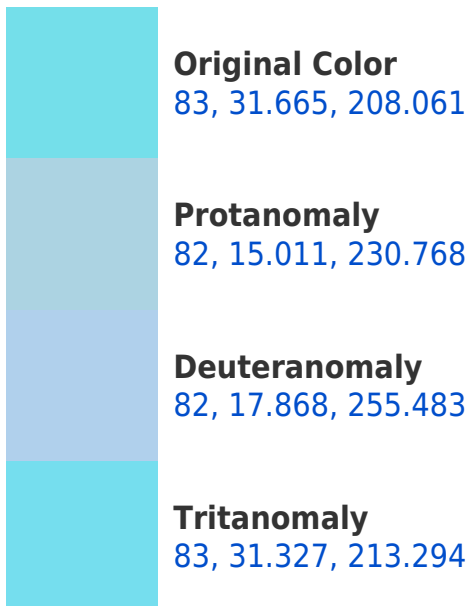 Original Color
83, 31.665, 208.061
Protanomaly
82, 15.011, 230.768
Deuteranomaly
82, 17.868, 255.483
Tritanomaly
83, 31.327, 213.294